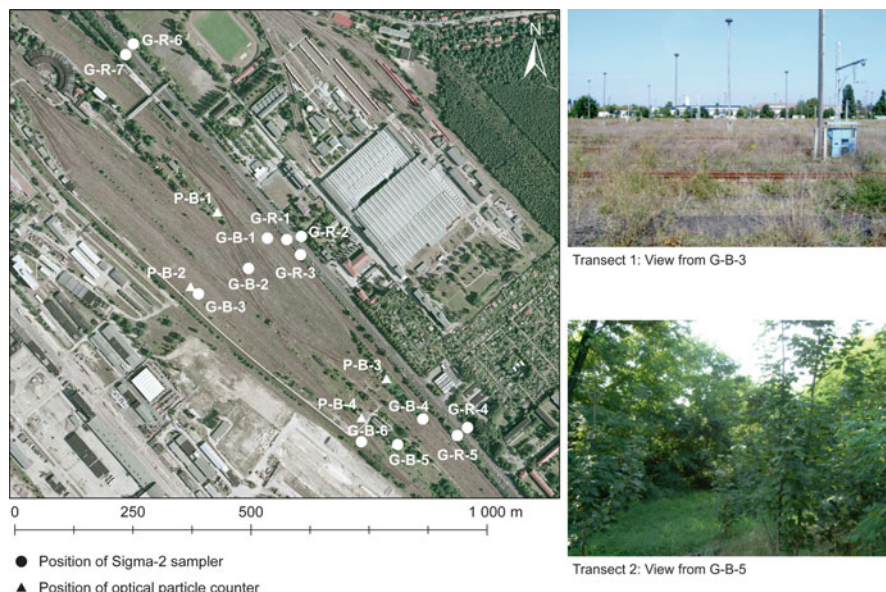 N
G-R-6
G-R-7
P-B-1
G-R-1
G-B-1
G-R-2
G-R-3
P-B-2
G-B-2
G-B-3
P-B-3
P-B-4
G-B-4
G-R-4
G-B-6
G-R-5
G-B-5
0 250 500 1 000 m
Position of Sigma-2 sampler
Position of optical particle counter
Transect 1: View from G-B-3
Transect 2: View from G-B-5